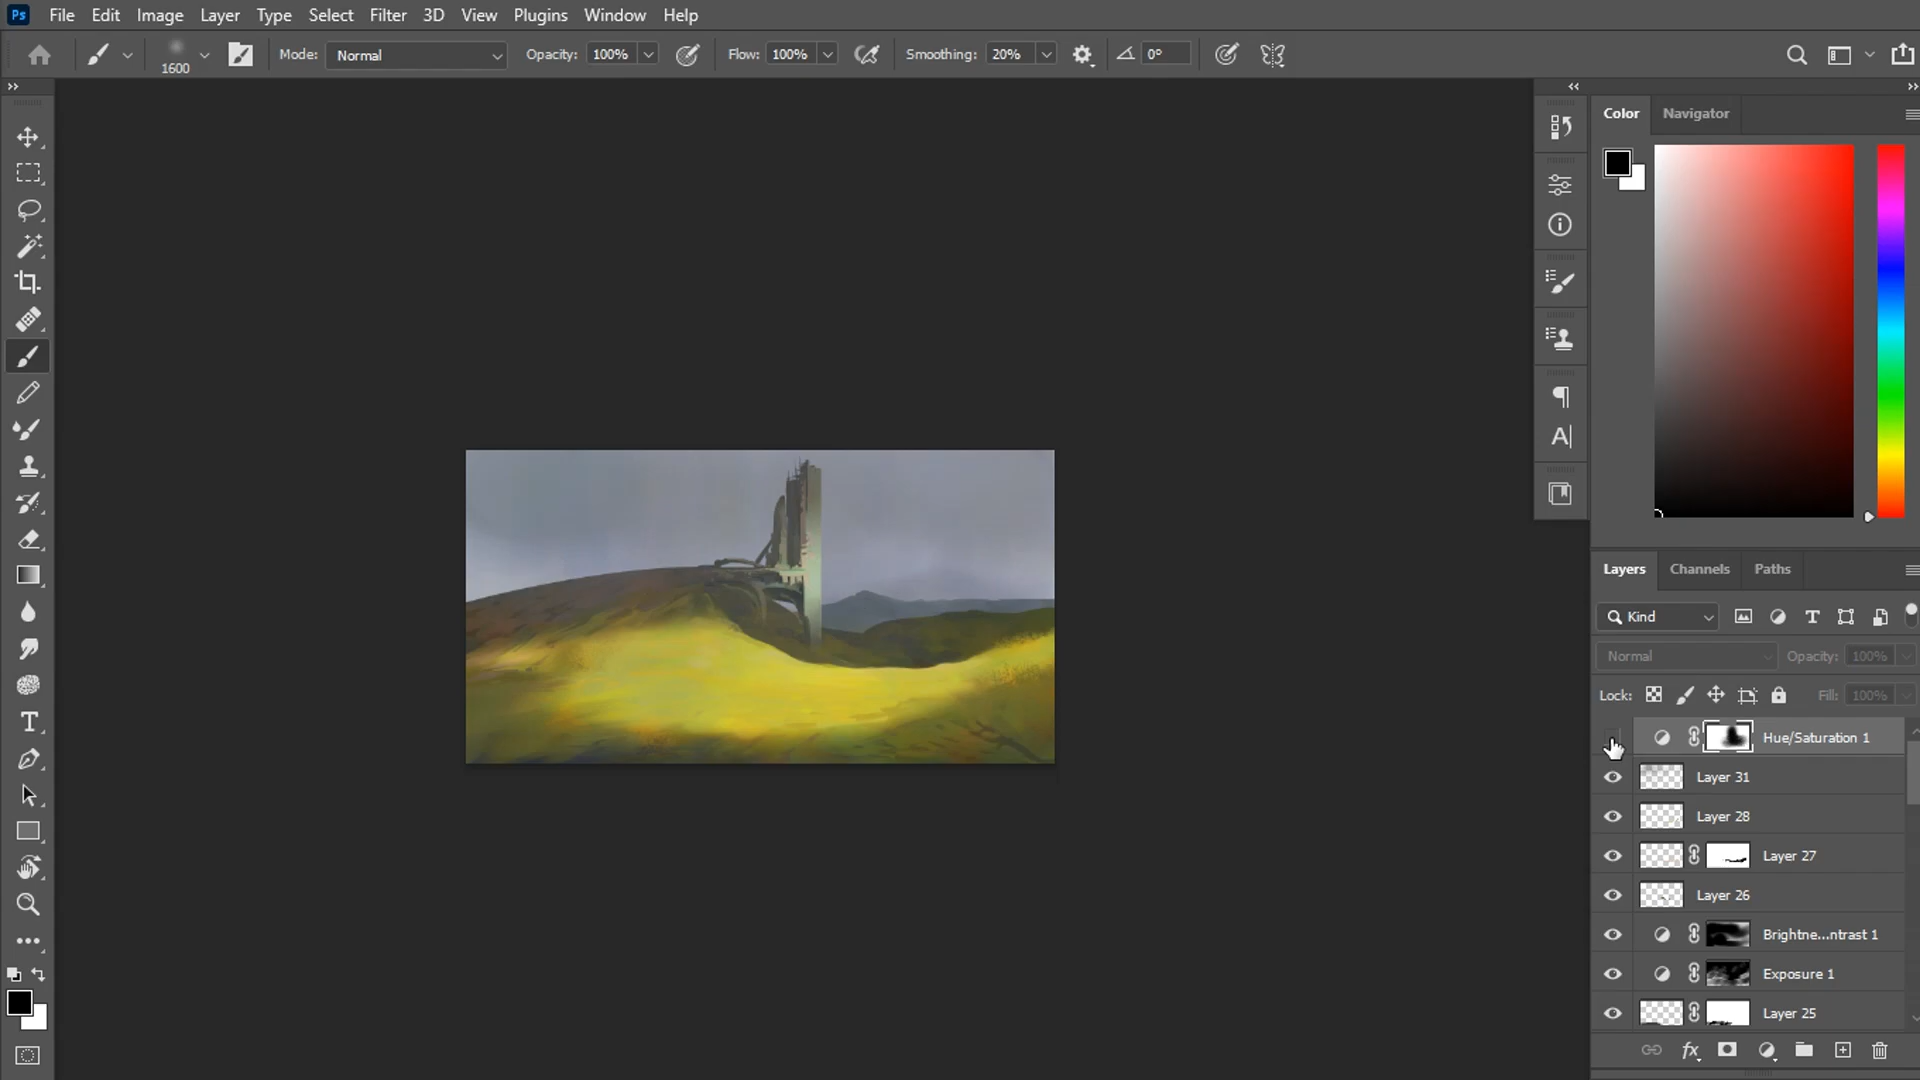 Ps File Edit Image Layer Type Select Filter 3D View Plugins Window Help
1600 Mode: Normal Opacity: 100% Flow: 100% Smoothing: 20% 0°
Color Navigator
Layers Channels Paths
Kind
Normal Opacity: 100%
Lock: Fill: 100%
Hue/Saturation 1
Layer 31
Layer 28
Layer 27
Layer 26
Brightne...ntrast 1
Exposure 1
Layer 25